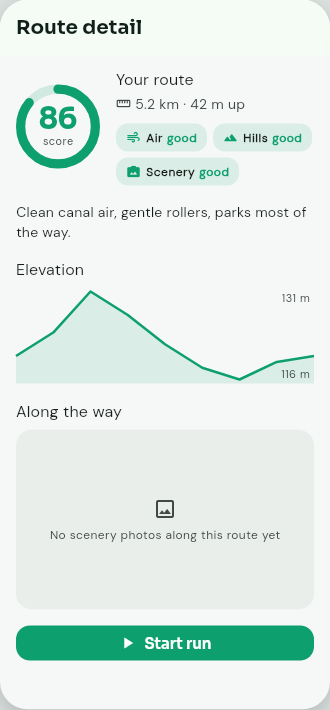 Route detail
86
score
Your route
5.2 km · 42 m up
Air good
Hills good
Scenery good
Clean canal air, gentle rollers, parks most of
the way.
Elevation
131 m
116 m
Along the way
No scenery photos along this route yet
Start run